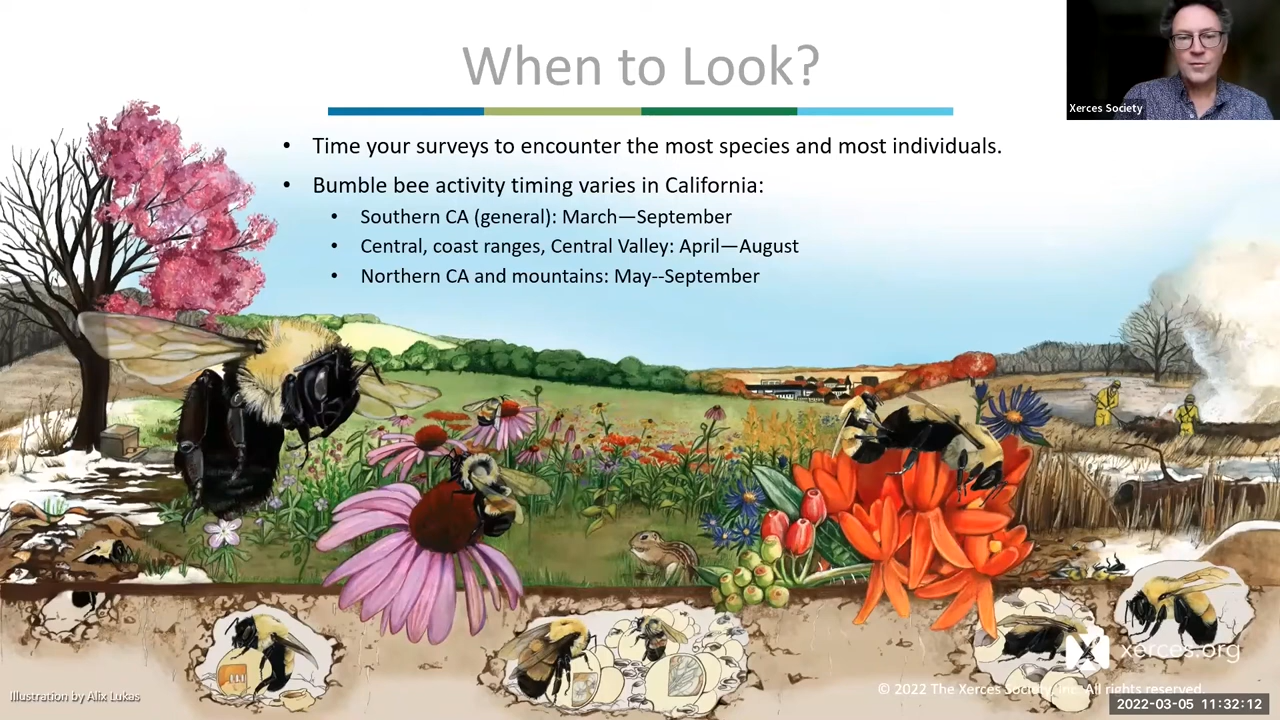 When to Look?
Xerces Society
• Time your surveys to encounter the most species and most individuals.
• Bumble bee activity timing varies in California:
• Southern CA (general): March—September
• Central, coast ranges, Central Valley: April—August
• Northern CA and mountains: May--September
xerces.org
Illustration by Alix Lukas
© 2022 The Xerces Society, Inc. All rights reserved.
2022-03-05 11:32:12